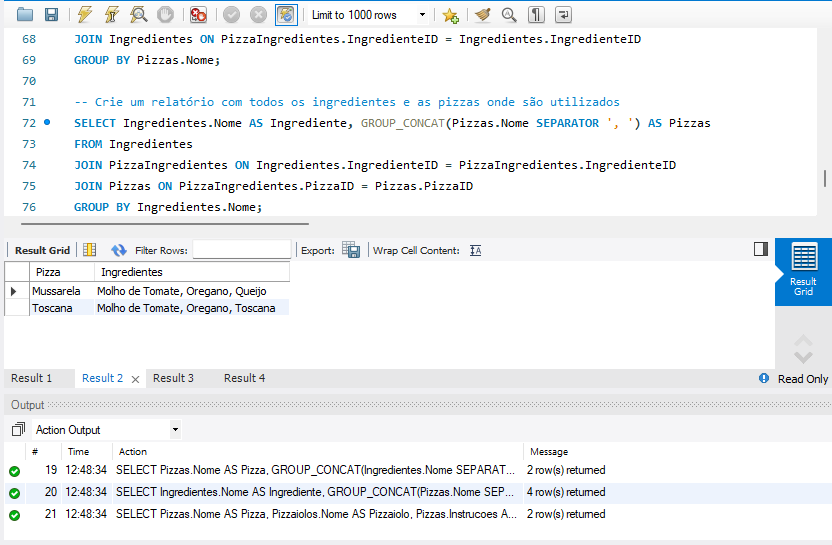 Limit to 1000 rows
68 JOIN Ingredientes ON PizzaIngredientes.IngredienteID = Ingredientes.IngredienteID
69 GROUP BY Pizzas.Nome;
70
71 -- Crie um relatório com todos os ingredientes e as pizzas onde são utilizados
72 SELECT Ingredientes.Nome AS Ingrediente, GROUP_CONCAT(Pizzas.Nome SEPARATOR ', ') AS Pizzas
73 FROM Ingredientes
74 JOIN PizzaIngredientes ON Ingredientes.IngredienteID = PizzaIngredientes.IngredienteID
75 JOIN Pizzas ON PizzaIngredientes.PizzaID = Pizzas.PizzaID
76 GROUP BY Ingredientes.Nome;
Result Grid Filter Rows: Export: Wrap Cell Content:
Pizza Ingredientes
Mussarela Molho de Tomate, Oregano, Queijo
Toscana Molho de Tomate, Oregano, Toscana
Result
Grid
Result 1 Result 2 Result 3 Result 4 Read Only
Output
Action Output
# Time Action Message
19 12:48:34 SELECT Pizzas.Nome AS Pizza, GROUP_CONCAT(Ingredientes.Nome SEPARAT... 2 row(s) returned
20 12:48:34 SELECT Ingredientes.Nome AS Ingrediente, GROUP_CONCAT(Pizzas.Nome SEP... 4 row(s) returned
21 12:48:34 SELECT Pizzas.Nome AS Pizza, Pizzaiolos.Nome AS Pizzaiolo, Pizzas.Instrucoes A... 2 row(s) returned